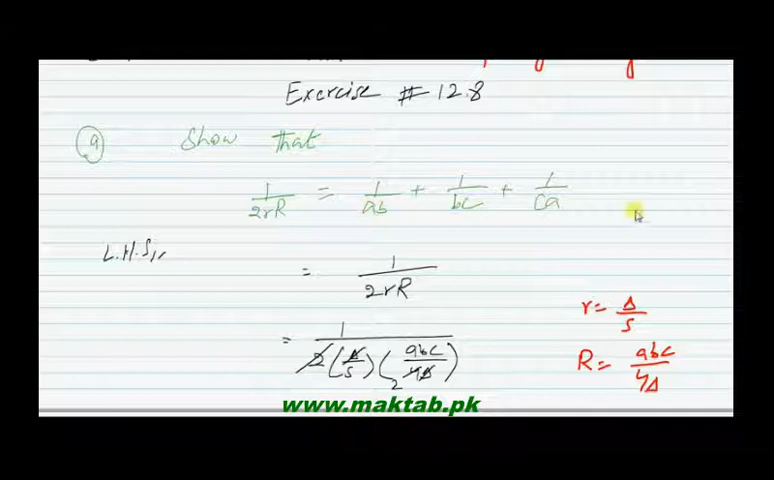 Exercise # 12.8
9 Show that
1/2rR = 1/ab + 1/bc + 1/ca
L.H.S,,
= 1/2rR
= 1/2(Δ/s)(abc/4Δ) 2
r = Δ/s
R = abc/4Δ
www.maktab.pk